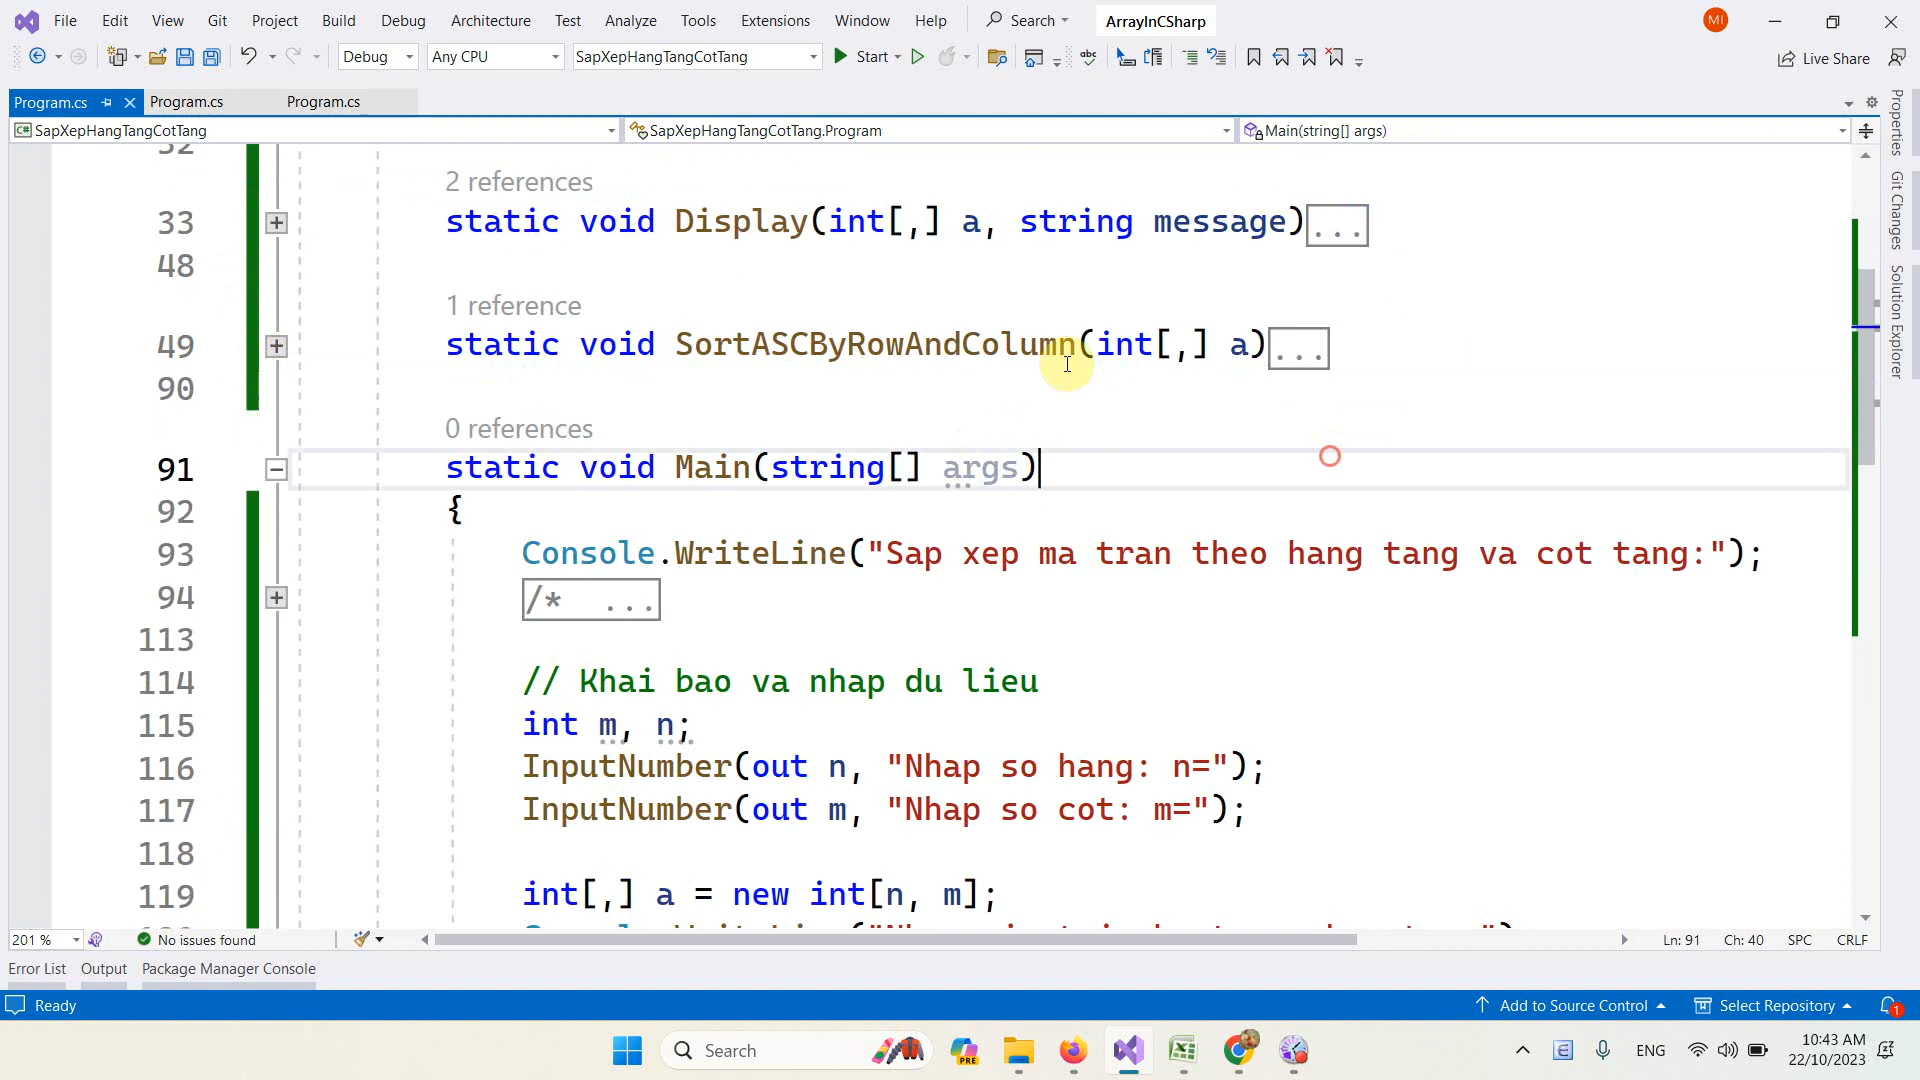 File Edit View Git Project Build Debug Architecture Test Analyze Tools Extensions Window Help Search ArrayInCSharp MI
Debug Any CPU SapXepHangTangCotTang Start abc Live Share
Program.cs Program.cs Program.cs
C# SapXepHangTangCotTang SapXepHangTangCotTang.Program Main(string[] args)
Properties
Git Changes
Solution Explorer
32
2 references
33 static void Display(int[,] a, string message)...
48
1 reference
49 static void SortASCByRowAndColumn(int[,] a)...
90
0 references
91 static void Main(string[] args)
92 {
93 Console.WriteLine("Sap xep ma tran theo hang tang va cot tang:");
94 /* ...
113
114 // Khai bao va nhap du lieu
115 int m, n;
116 InputNumber(out n, "Nhap so hang: n=");
117 InputNumber(out m, "Nhap so cot: m=");
118
119 int[,] a = new int[n, m];
201 % No issues found Ln: 91 Ch: 40 SPC CRLF
Error List Output Package Manager Console
Ready Add to Source Control Select Repository 1
Search PRE ENG 10:43 AM
22/10/2023